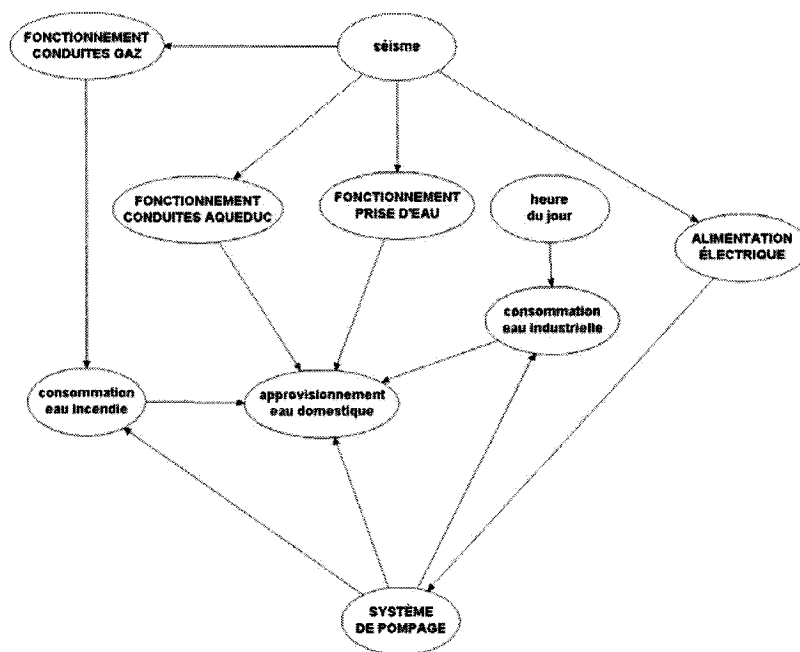 FONCTIONNEMENT
CONDUITES GAZ
séisme
FONCTIONNEMENT
CONDUITES AQUEDUC
FONCTIONNEMENT
PRISE D'EAU
heure
du jour
ALIMENTATION
ÉLECTRIQUE
consommation
eau industrielle
consommation
eau incendie
approvisionnement
eau domestique
SYSTÈME
DE POMPAGE